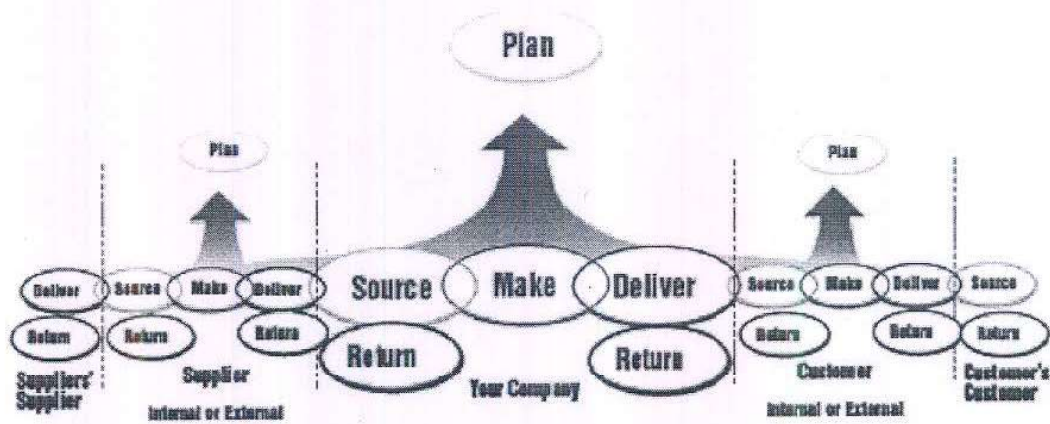 Plan
Plan
Plan
Deliver
Source
Make
Deliver
Source
Make
Deliver
Source
Make
Deliver
Source
Return
Return
Return
Return
Return
Return
Return
Return
Suppliers'
Supplier
Supplier
Internal or External
Your Company
Customer
Internal or External
Customer's
Customer